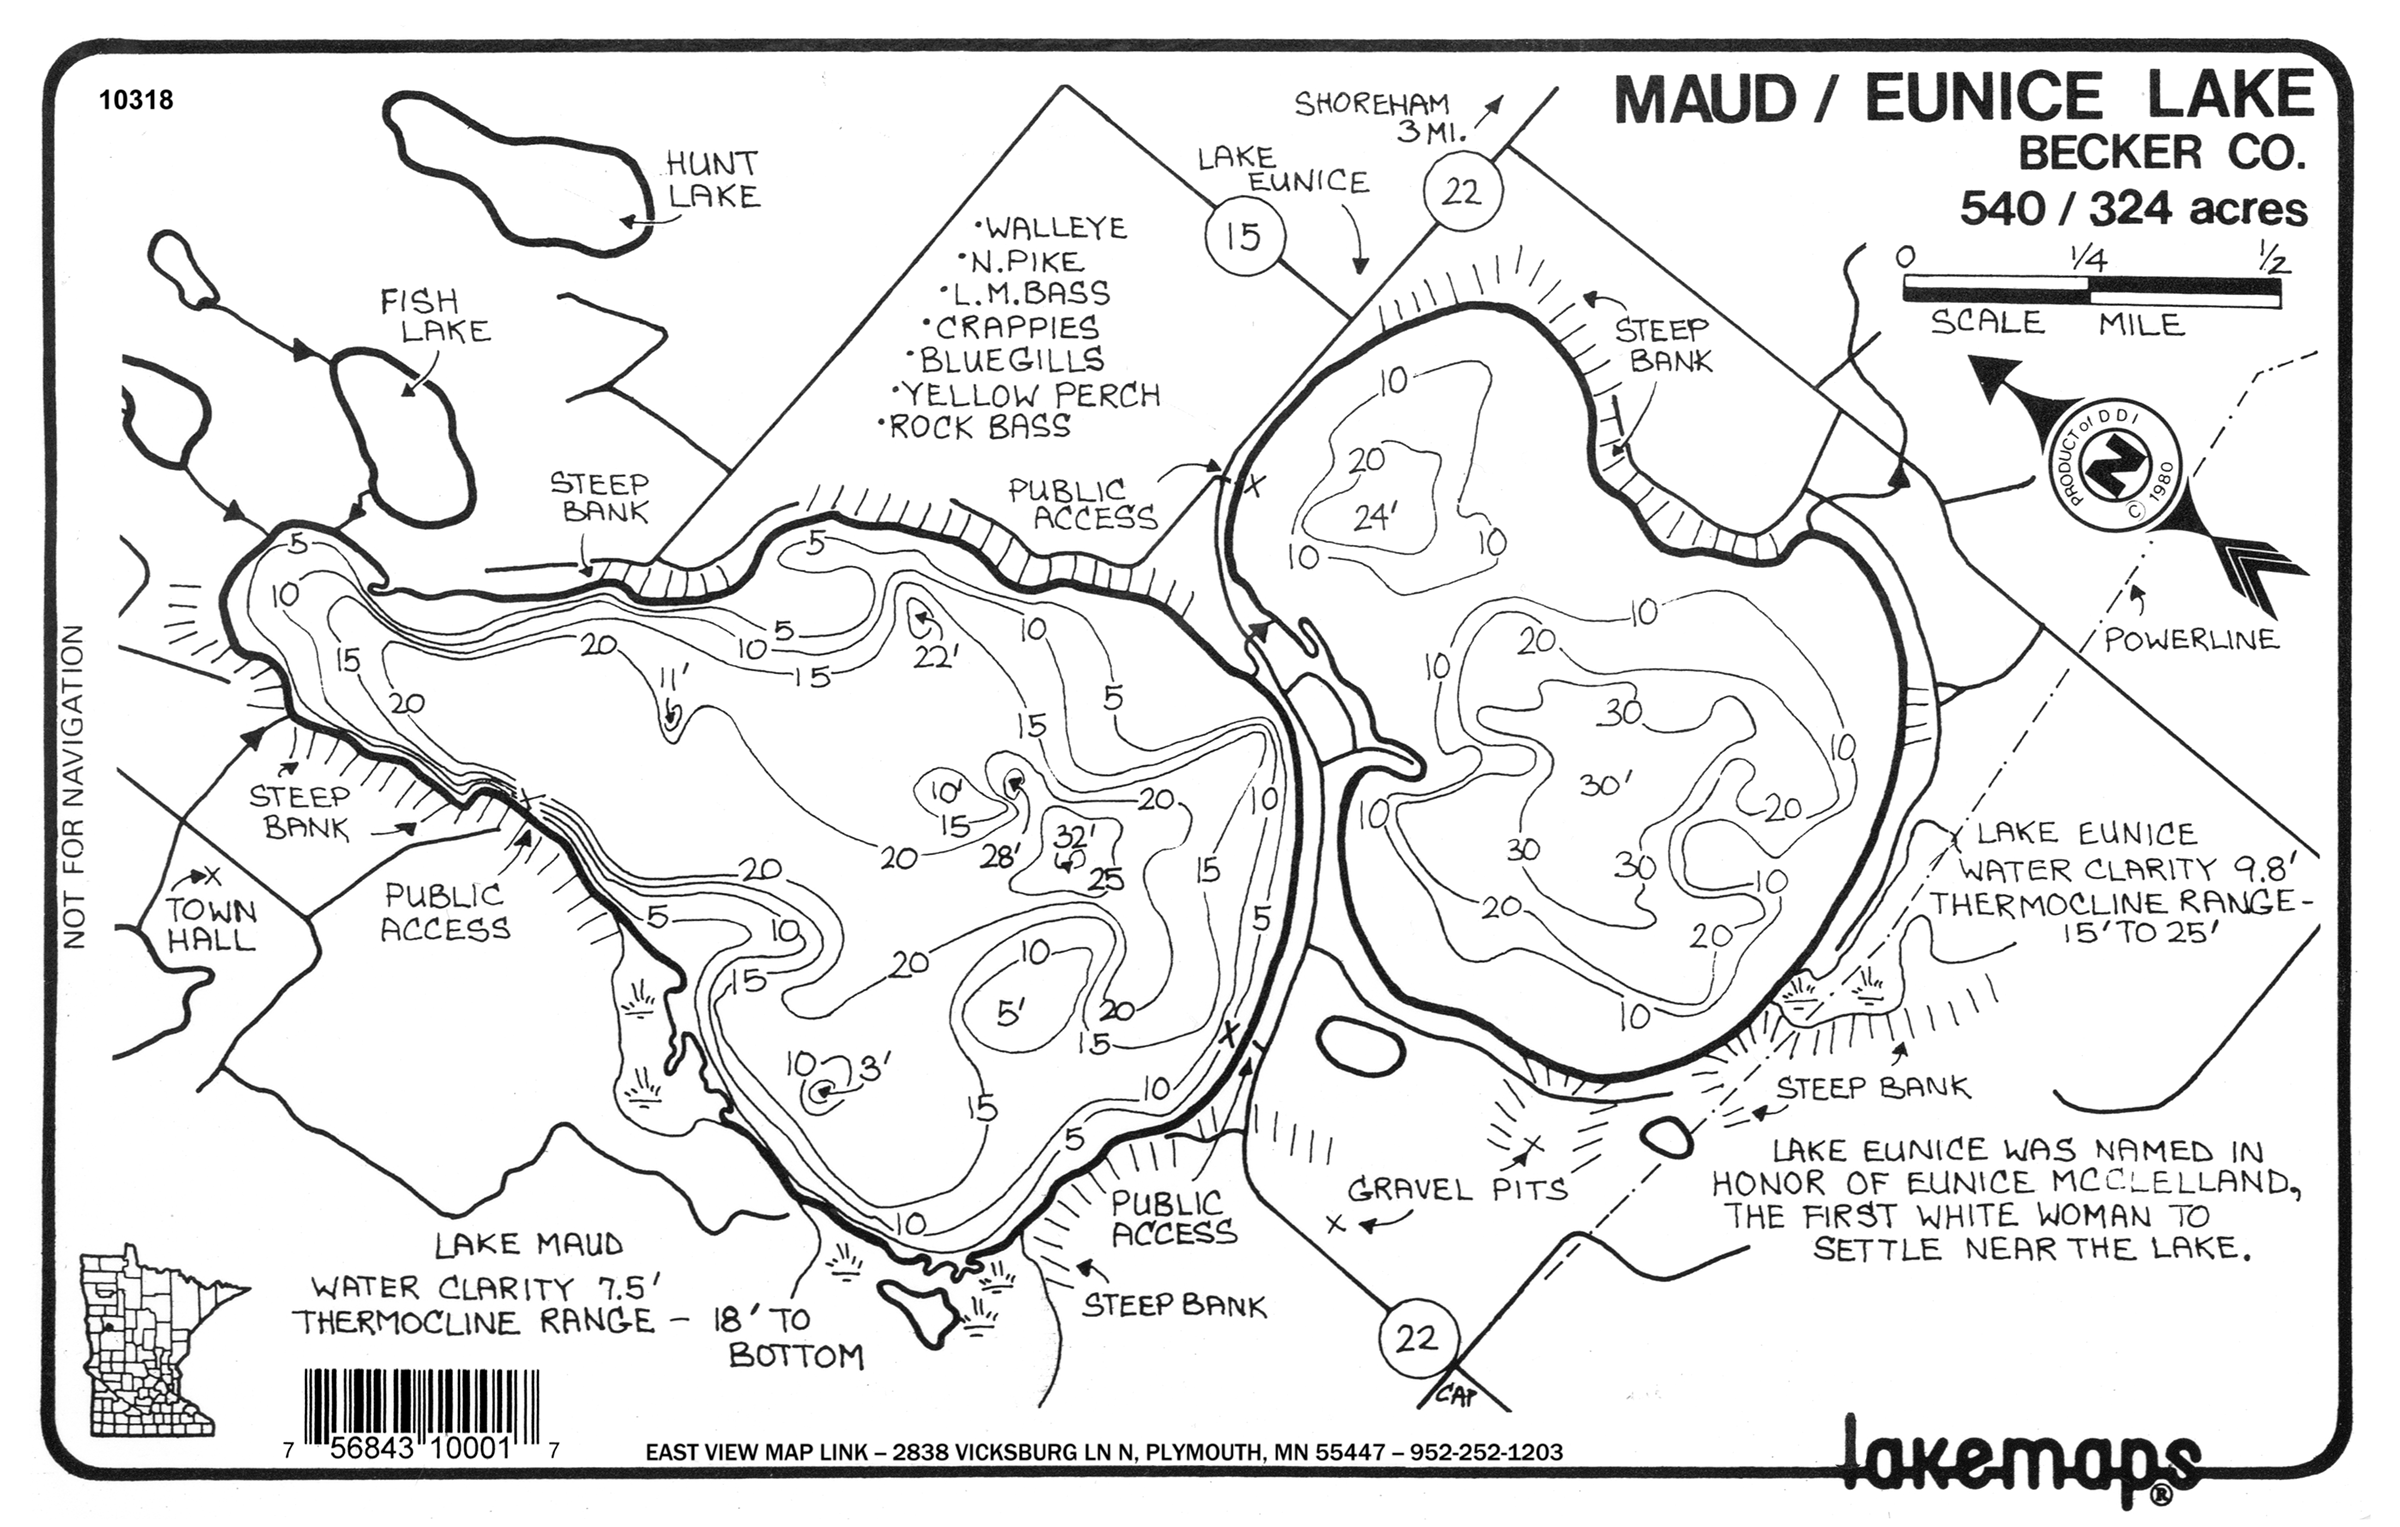 10318
MAUD / EUNICE LAKE
BECKER CO.
540 / 324 acres
0 1/4 1/2
SCALE MILE
SHOREHAM
3 MI.
22
LAKE
EUNICE
15
HUNT
LAKE
FISH
LAKE
•WALLEYE
•N.PIKE
•L.M.BASS
•CRAPPIES
•BLUEGILLS
•YELLOW PERCH
•ROCK BASS
STEEP
BANK
PUBLIC
ACCESS
STEEP
BANK
PRODUCT of DDI
N
© 1980
POWERLINE
10
20
24'
10
10
5
10
15
20
20
11'
5
10
15
5
22'
10
5
15
10'
15
28'
32'
25
20
20
10
15
5
10
20
10
10
30
30'
10
20
10
30
30
10
20
20
10
STEEP
BANK
PUBLIC
ACCESS
TOWN
HALL
NOT FOR NAVIGATION
20
5
10
15
20
10
5'
20
15
10
3'
15
10
5
10
LAKE EUNICE
WATER CLARITY 9.8'
THERMOCLINE RANGE-
15' TO 25'
STEEP BANK
GRAVEL PITS
PUBLIC
ACCESS
STEEP BANK
LAKE EUNICE WAS NAMED IN
HONOR OF EUNICE MCCLELLAND,
THE FIRST WHITE WOMAN TO
SETTLE NEAR THE LAKE.
LAKE MAUD
WATER CLARITY 7.5'
THERMOCLINE RANGE - 18' TO
BOTTOM
22
CAP
7 56843 10001 7
EAST VIEW MAP LINK – 2838 VICKSBURG LN N, PLYMOUTH, MN 55447 – 952-252-1203
lakemaps®